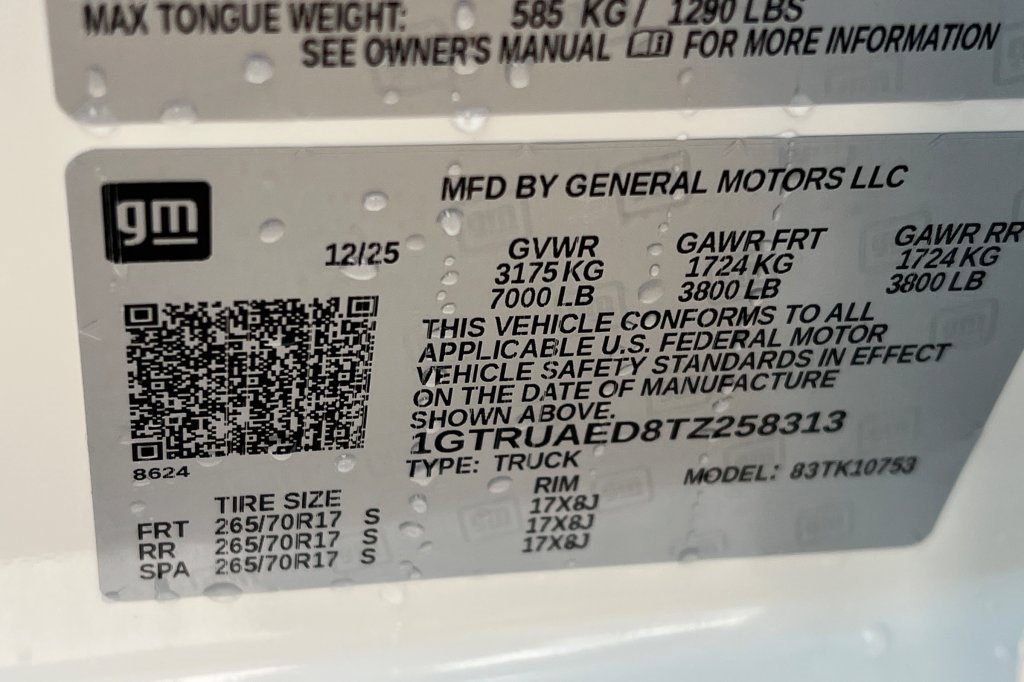 MAX TONGUE WEIGHT: 585 KG / 1290 LBS
SEE OWNER'S MANUAL FOR MORE INFORMATION
gm
MFD BY GENERAL MOTORS LLC
12/25
GVWR GAWR FRT GAWR RR
3175 KG 1724 KG 1724 KG
7000 LB 3800 LB 3800 LB
THIS VEHICLE CONFORMS TO ALL
APPLICABLE U.S. FEDERAL MOTOR
VEHICLE SAFETY STANDARDS IN EFFECT
ON THE DATE OF MANUFACTURE
SHOWN ABOVE.
1GTRUAED8TZ258313
8624
TYPE: TRUCK MODEL: 83TK10753
TIRE SIZE RIM
FRT 265/70R17 S 17X8J
RR 265/70R17 S 17X8J
SPA 265/70R17 S 17X8J